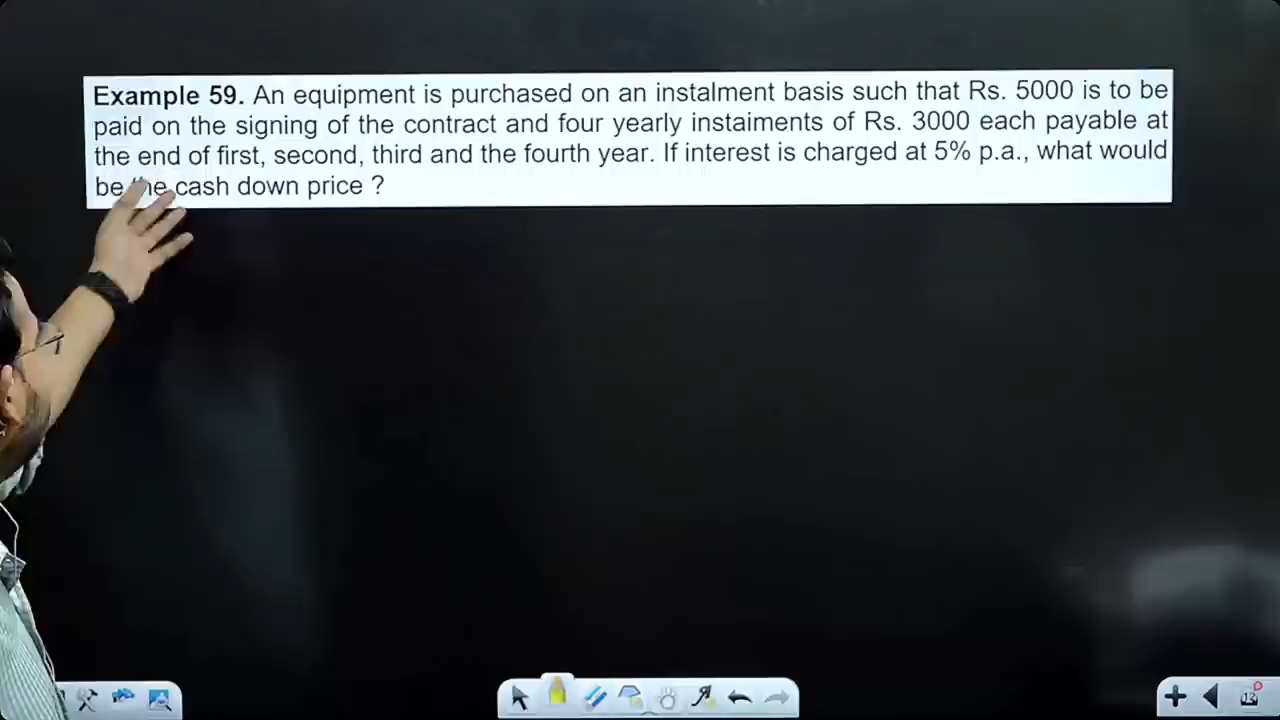 Example 59. An equipment is purchased on an instalment basis such that Rs. 5000 is to be
paid on the signing of the contract and four yearly instaiments of Rs. 3000 each payable at
the end of first, second, third and the fourth year. If interest is charged at 5% p.a., what would
be the cash down price ?